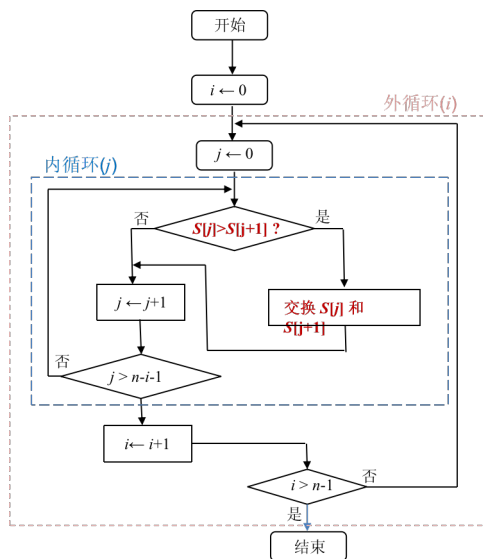 开始
i ← 0
外循环(i)
j ← 0
内循环(j)
否
S[j]>S[j+1] ?
是
j ← j+1
交换 S[j] 和
S[j+1]
否
j > n-i-1
i← i+1
i > n-1
否
是
结束